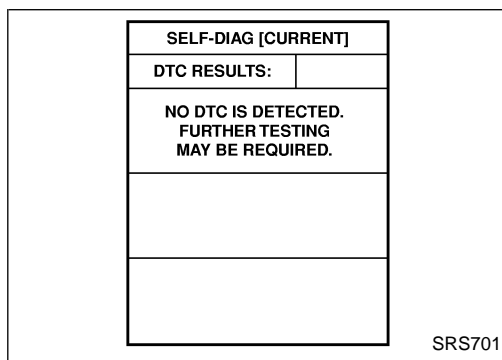 SELF-DIAG [CURRENT]
DTC RESULTS:
NO DTC IS DETECTED.
FURTHER TESTING
MAY BE REQUIRED.
SRS701